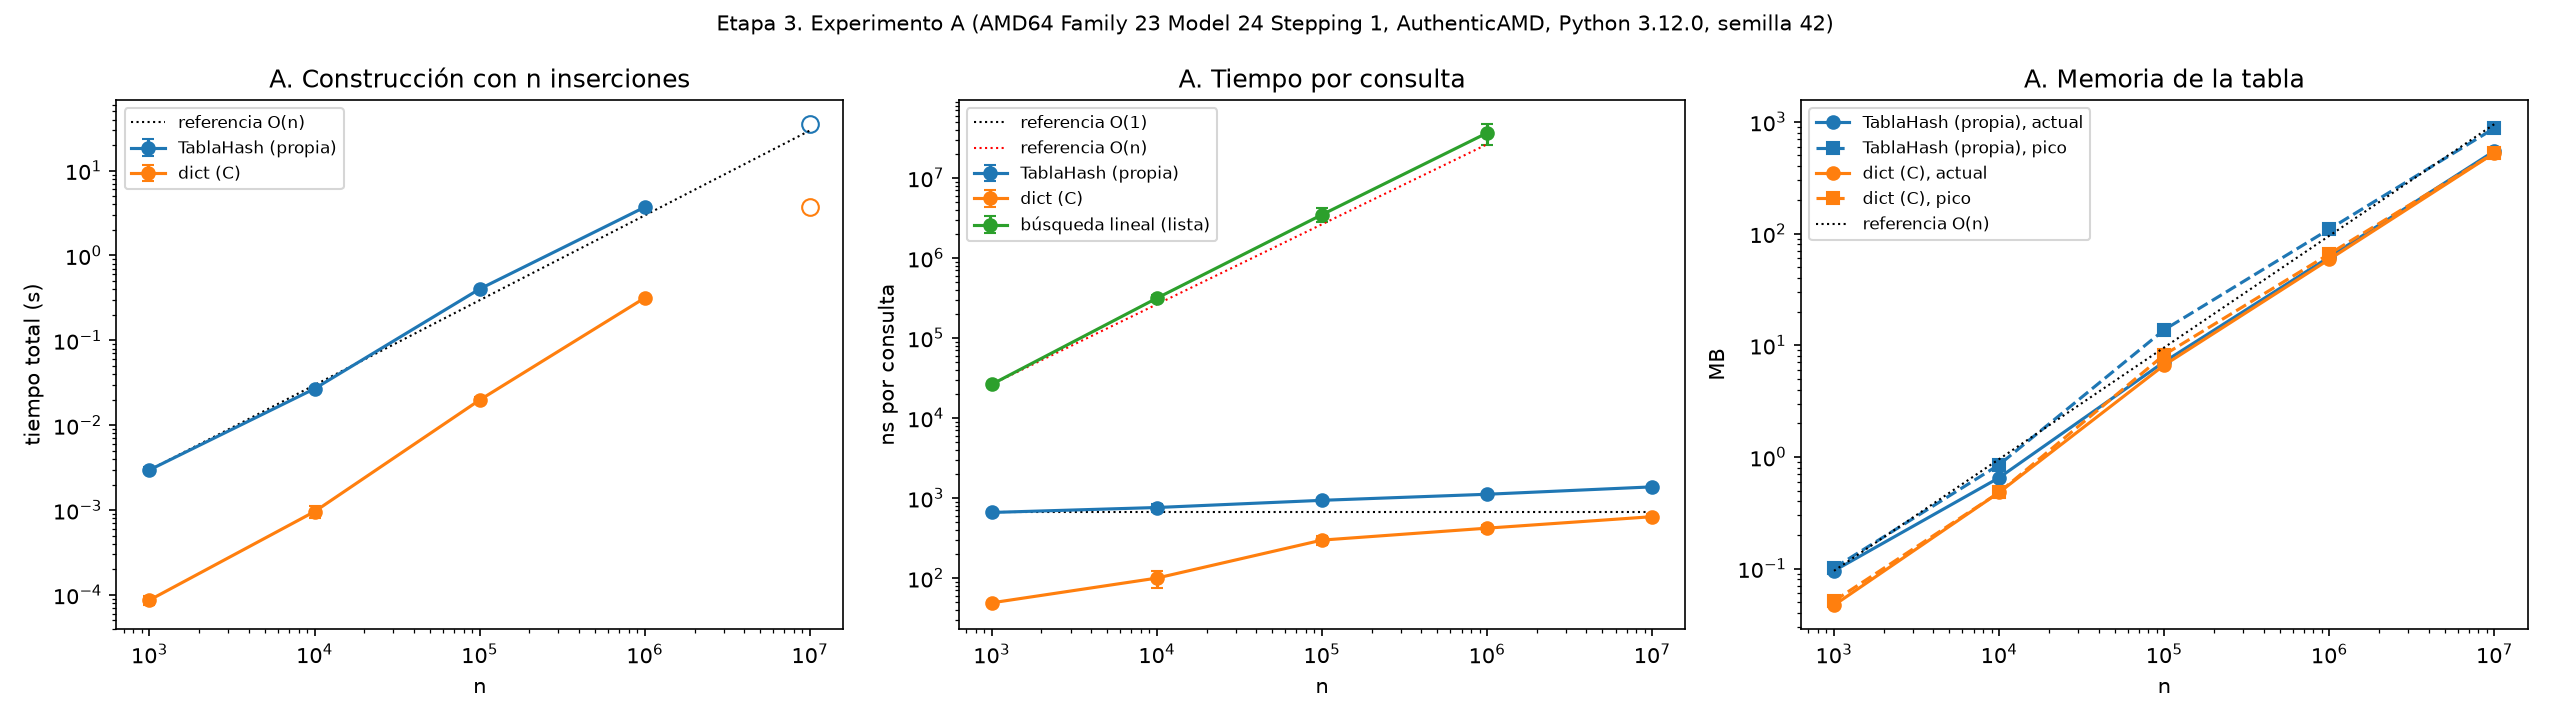 Etapa 3. Experimento A (AMD64 Family 23 Model 24 Stepping 1, AuthenticAMD, Python 3.12.0, semilla 42)
A. Construcción con n inserciones
referencia O(n)
TablaHash (propia)
dict (C)
tiempo total (s)
10¹
10⁰
10⁻¹
10⁻²
10⁻³
10⁻⁴
10³ 10⁴ 10⁵ 10⁶ 10⁷
n
A. Tiempo por consulta
referencia O(1)
referencia O(n)
TablaHash (propia)
dict (C)
búsqueda lineal (lista)
ns por consulta
10⁷
10⁶
10⁵
10⁴
10³
10²
10³ 10⁴ 10⁵ 10⁶ 10⁷
n
A. Memoria de la tabla
TablaHash (propia), actual
TablaHash (propia), pico
dict (C), actual
dict (C), pico
referencia O(n)
MB
10³
10²
10¹
10⁰
10⁻¹
10³ 10⁴ 10⁵ 10⁶ 10⁷
n